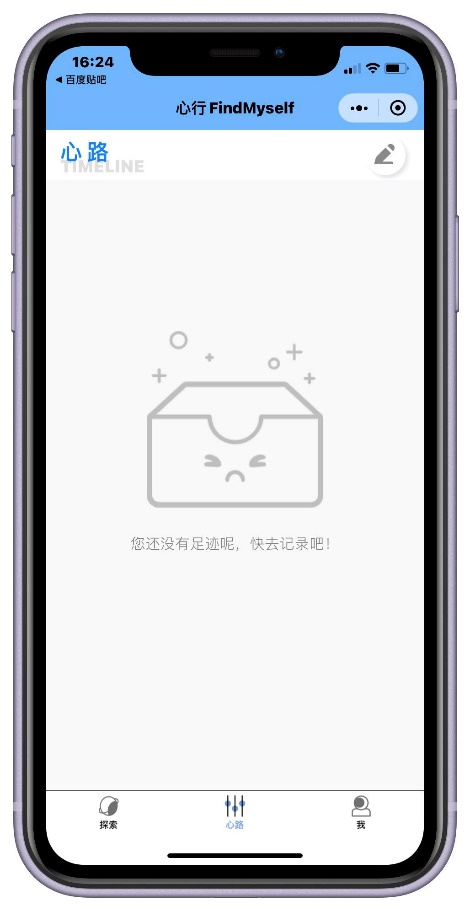 16:24
◀ 百度贴吧
心行 FindMyself
心 路
TIMELINE
您还没有足迹呢，快去记录吧！
探索
心路
我